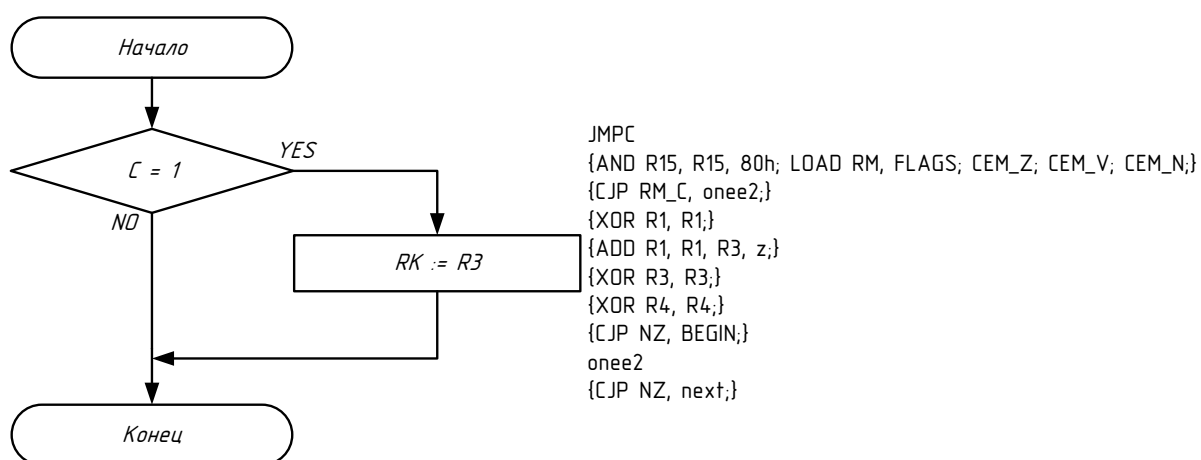 Начало
C = 1
YES
NO
RK := R3
Конец
JMPC
{AND R15, R15, 80h; LOAD RM, FLAGS; CEM_Z; CEM_V; CEM_N;}
{CJP RM_C, onee2;}
{XOR R1, R1;}
{ADD R1, R1, R3, z;}
{XOR R3, R3;}
{XOR R4, R4;}
{CJP NZ, BEGIN;}
onee2
{CJP NZ, next;}